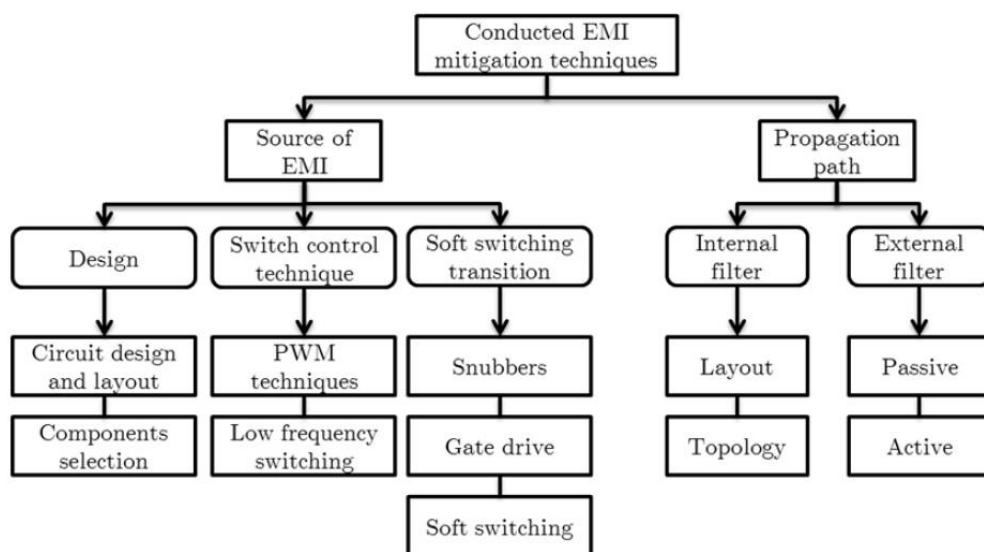 Conducted EMI
mitigation techniques
Source of
EMI
Propagation
path
Design
Switch control
technique
Soft switching
transition
Internal
filter
External
filter
Circuit design
and layout
PWM
techniques
Snubbers
Layout
Passive
Components
selection
Low frequency
switching
Gate drive
Topology
Active
Soft switching